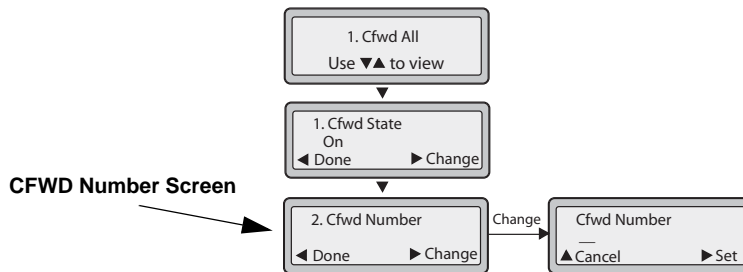 1. Cfwd All
Use ▼▲ to view
▼
1. Cfwd State
On
◀ Done ▶ Change
▼
CFWD Number Screen
2. Cfwd Number
◀ Done ▶ Change
Change
Cfwd Number
__
▲ Cancel ▶ Set